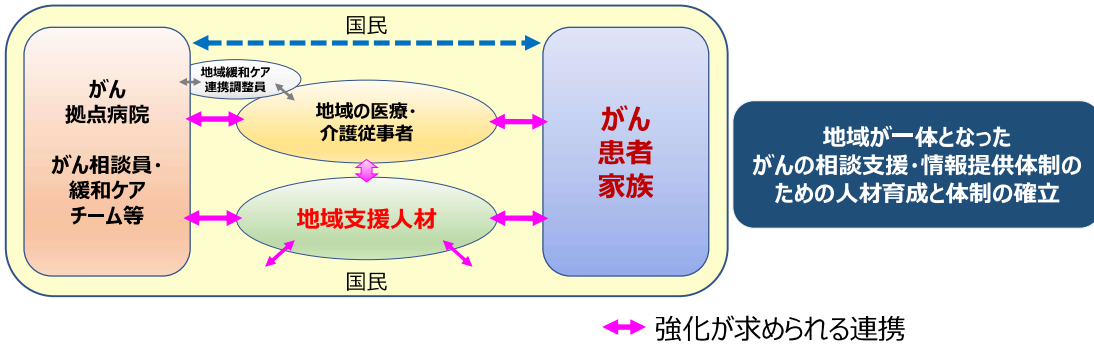 国民
がん
拠点病院
がん相談員・
緩和ケア
チーム等
地域緩和ケア
連携調整員
地域の医療・
介護従事者
地域支援人材
がん
患者
家族
国民
地域が一体となった
がんの相談支援・情報提供体制の
ための人材育成と体制の確立
強化が求められる連携